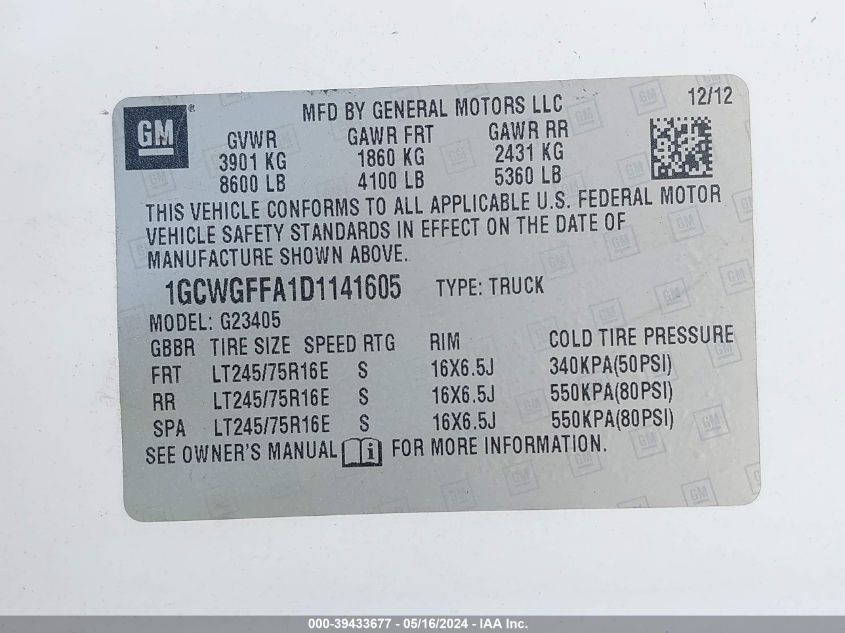 GM
MFD BY GENERAL MOTORS LLC 12/12
GVWR GAWR FRT GAWR RR
3901 KG 1860 KG 2431 KG
8600 LB 4100 LB 5360 LB
THIS VEHICLE CONFORMS TO ALL APPLICABLE U.S. FEDERAL MOTOR
VEHICLE SAFETY STANDARDS IN EFFECT ON THE DATE OF
MANUFACTURE SHOWN ABOVE.
1GCWGFFA1D1141605 TYPE: TRUCK
MODEL: G23405
GBBR TIRE SIZE SPEED RTG RIM COLD TIRE PRESSURE
FRT LT245/75R16E S 16X6.5J 340KPA(50PSI)
RR LT245/75R16E S 16X6.5J 550KPA(80PSI)
SPA LT245/75R16E S 16X6.5J 550KPA(80PSI)
SEE OWNER'S MANUAL i FOR MORE INFORMATION.
000-39433677 - 05/16/2024 - IAA Inc.